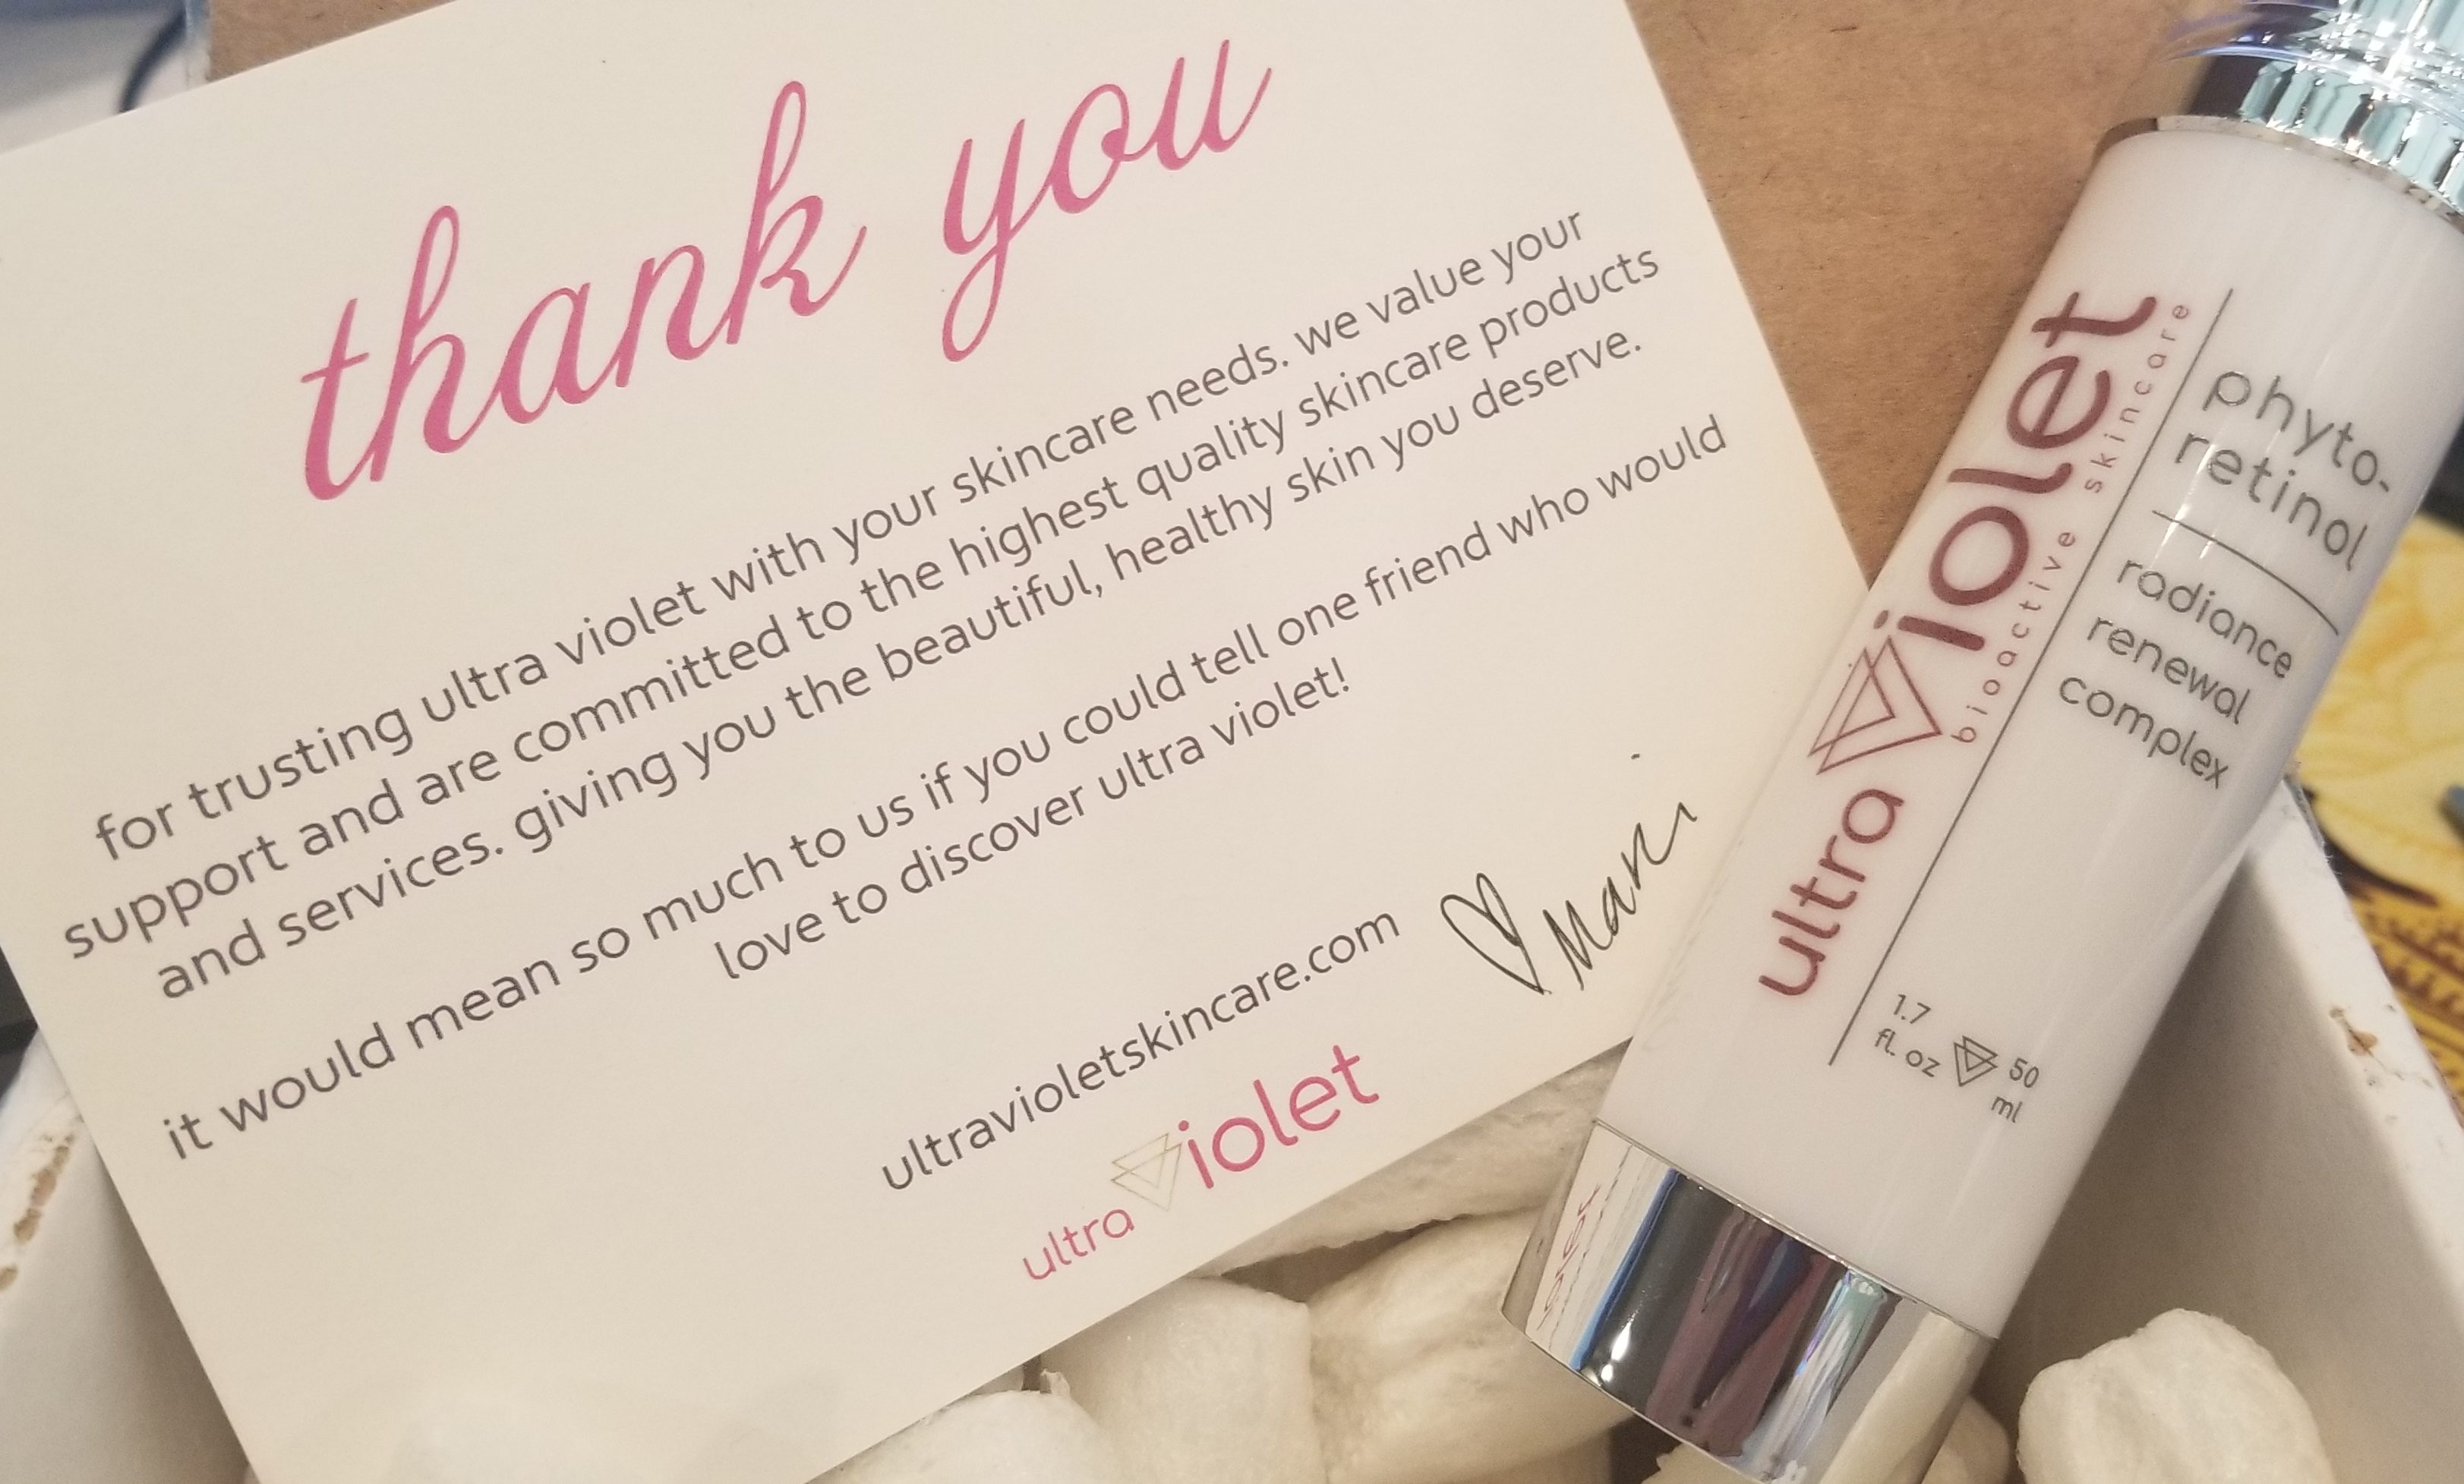 thank you
for trusting ultra violet with your skincare needs. we value your
support and are committed to the highest quality skincare products
and services. giving you the beautiful, healthy skin you deserve.
it would mean so much to us if you could tell one friend who would
love to discover ultra violet!
ultravioletskincare.com
ultra violet
ultra violet
bioactive skincare
phyto-
retinol
radiance
renewal
complex
1.7
fl. oz
50
ml